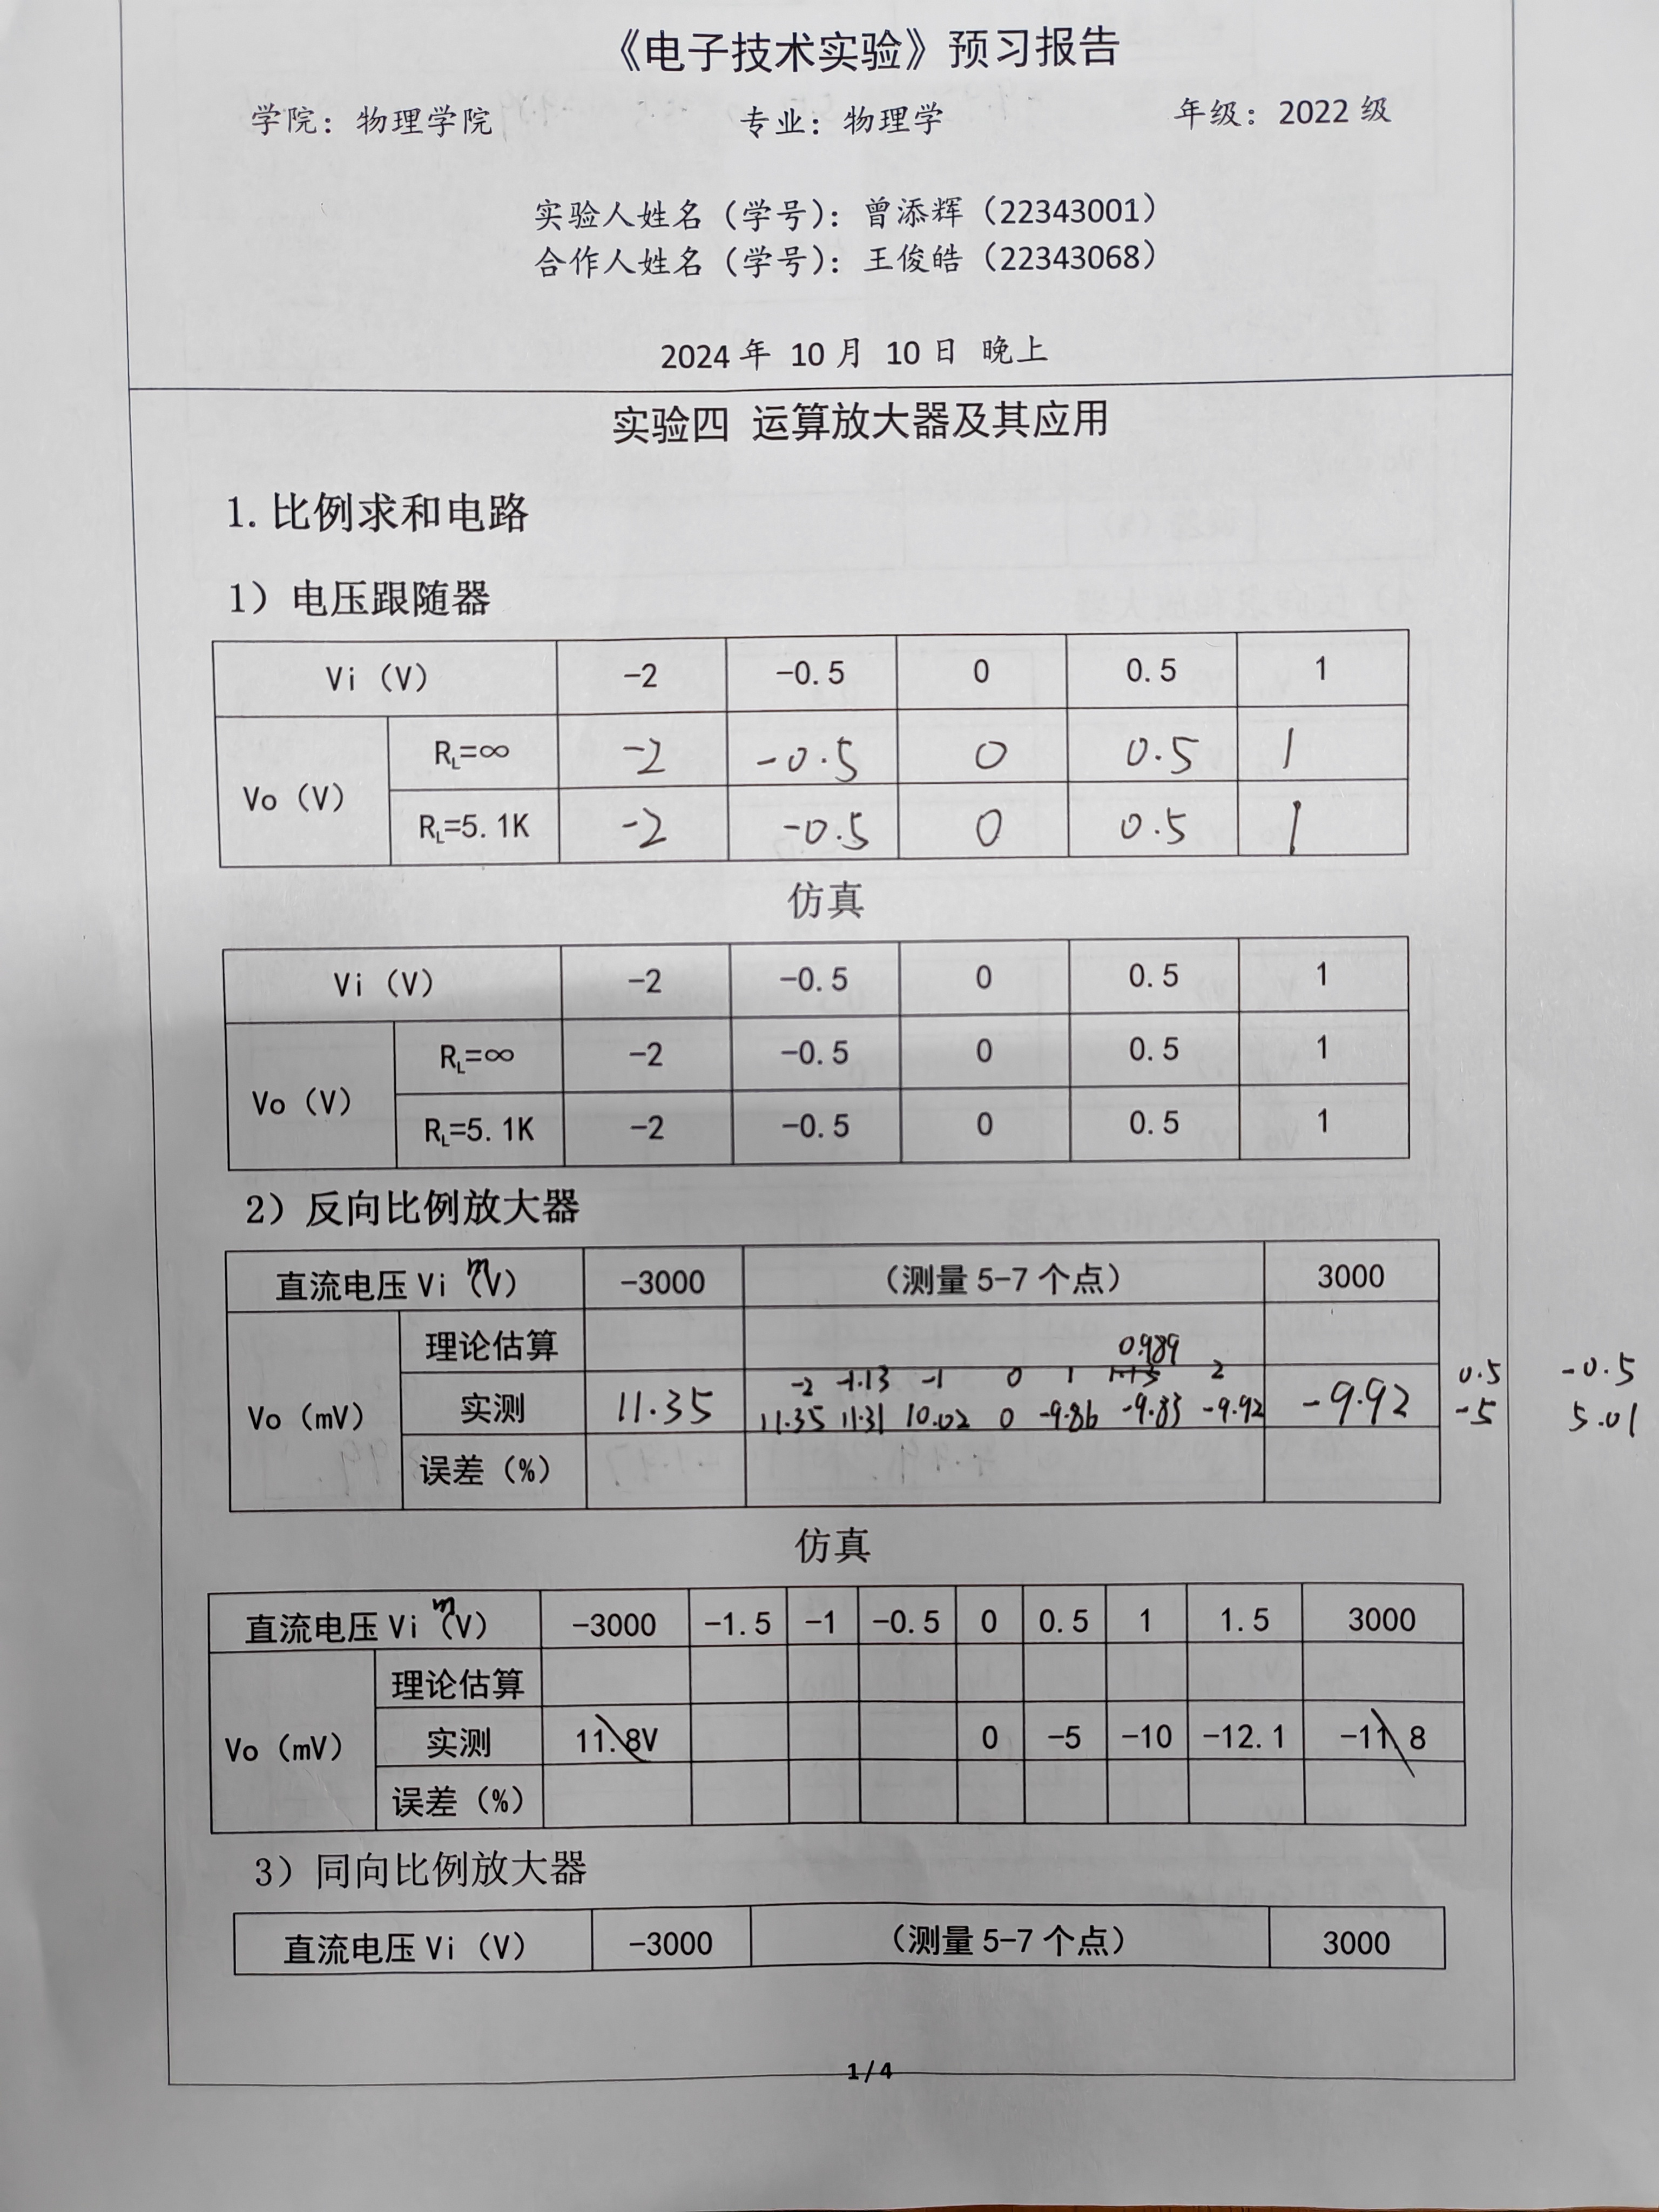 《电子技术实验》预习报告
学院：物理学院 专业：物理学 年级：2022 级
实验人姓名（学号）：曾添辉（22343001）
合作人姓名（学号）：王俊皓（22343068）
2024 年 10 月 10 日 晚上
实验四 运算放大器及其应用
1. 比例求和电路
1）电压跟随器
Vi（V） -2 -0.5 0 0.5 1
Vo（V）
RL=∞ -2 -0.5 0 0.5 1
RL=5.1K -2 -0.5 0 0.5 1
仿真
Vi（V） -2 -0.5 0 0.5 1
Vo（V）
RL=∞ -2 -0.5 0 0.5 1
RL=5.1K -2 -0.5 0 0.5 1
2）反向比例放大器
直流电压 Vi（mV） -3000 （测量 5-7 个点） 3000
Vo（mV）
理论估算
0.989
-2 -1.13 -1 0 1 1.13 2
实测 11.35 11.35 11.31 10.02 0 -9.86 -9.83 -9.92 -9.92
0.5 -0.5
-5 5.01
误差（%）
仿真
直流电压 Vi（mV） -3000 -1.5 -1 -0.5 0 0.5 1 1.5 3000
Vo（mV）
理论估算
实测 11.8V 0 -5 -10 -12.1 -11.8
误差（%）
3）同向比例放大器
直流电压 Vi（V） -3000 （测量 5-7 个点） 3000
1 / 4